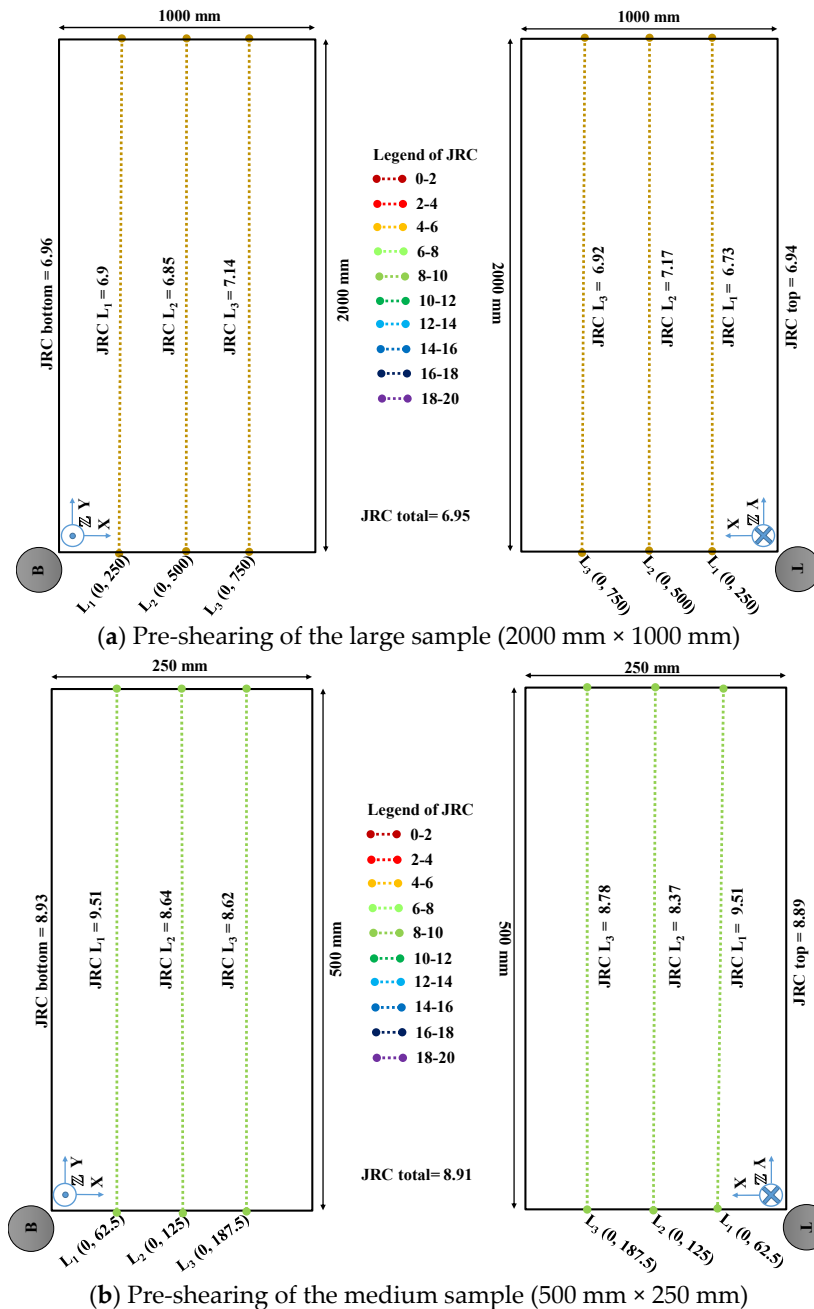 1000 mm
1000 mm
JRC bottom = 6.96
JRC L₁ = 6.9
JRC L₂ = 6.85
JRC L₃ = 7.14
2000 mm
Legend of JRC
0-2
2-4
4-6
6-8
8-10
10-12
12-14
14-16
16-18
18-20
JRC total= 6.95
2000 mm
JRC L₃ = 6.92
JRC L₂ = 7.17
JRC L₁ = 6.73
JRC top = 6.94
Y
Z
X
B
L₁ (0, 250)
L₂ (0, 500)
L₃ (0, 750)
X
Z
Y
L₃ (0, 750)
L₂ (0, 500)
L₁ (0, 250)
T
(a) Pre-shearing of the large sample (2000 mm × 1000 mm)
250 mm
250 mm
JRC bottom = 8.93
JRC L₁ = 9.51
JRC L₂ = 8.64
JRC L₃ = 8.62
500 mm
Legend of JRC
0-2
2-4
4-6
6-8
8-10
10-12
12-14
14-16
16-18
18-20
JRC total= 8.91
500 mm
JRC L₃ = 8.78
JRC L₂ = 8.37
JRC L₁ = 9.51
JRC top = 8.89
Y
Z
X
B
L₁ (0, 62.5)
L₂ (0, 125)
L₃ (0, 187.5)
X
Z
Y
L₃ (0, 187.5)
L₂ (0, 125)
L₁ (0, 62.5)
T
(b) Pre-shearing of the medium sample (500 mm × 250 mm)